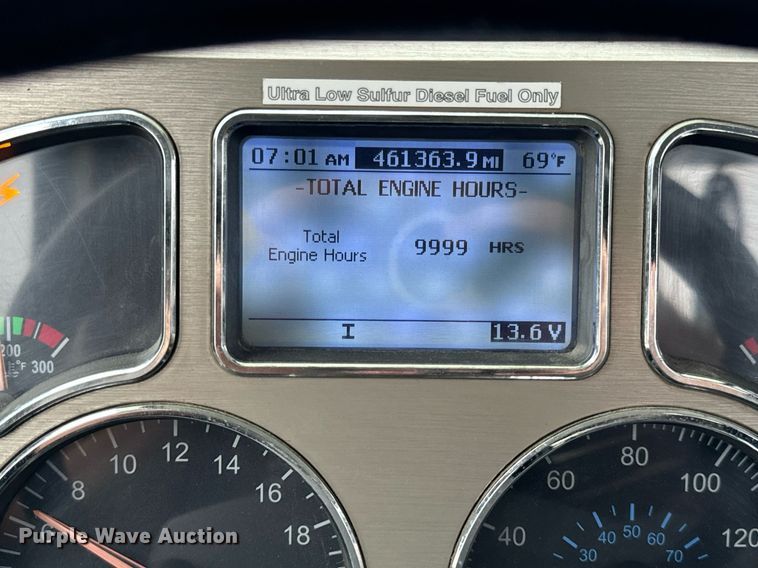 Ultra Low Sulfur Diesel Fuel Only
07:01 AM 461363.9 MI 69°F
-TOTAL ENGINE HOURS-
Total
Engine Hours 9999 HRS
I 13.6 V
200
°F 300
6 8 10 12 14 16 18
40 60 80 100 120
30 50 60 70
Purple Wave Auction